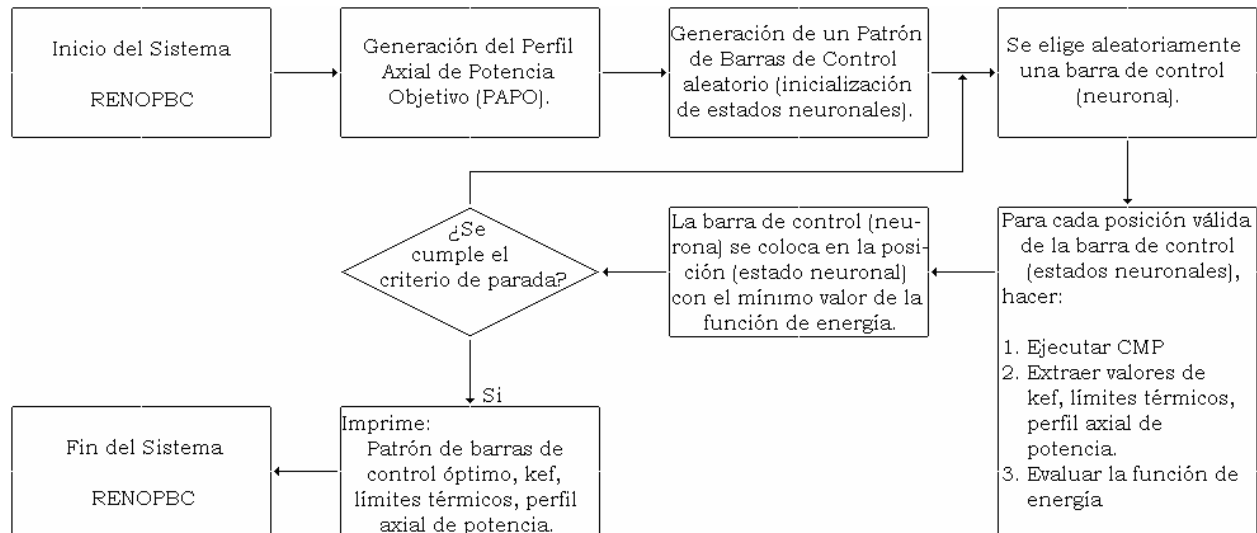 Inicio del Sistema
RENOPBC
Generación del Perfil
Axial de Potencia
Objetivo (PAPO).
Generación de un Patrón
de Barras de Control
aleatorio (inicialización
de estados neuronales).
Se elige aleatoriamente
una barra de control
(neurona).
Para cada posición válida
de la barra de control
(estados neuronales),
hacer:
1. Ejecutar CMP
2. Extraer valores de
kef, límites térmicos,
perfil axial de
potencia.
3. Evaluar la función de
energía
La barra de control (neu-
rona) se coloca en la posi-
ción (estado neuronal)
con el mínimo valor de la
función de energía.
¿Se
cumple el
criterio de parada?
Si
Imprime:
Patrón de barras de
control óptimo, kef,
límites térmicos, perfil
axial de potencia.
Fin del Sistema
RENOPBC